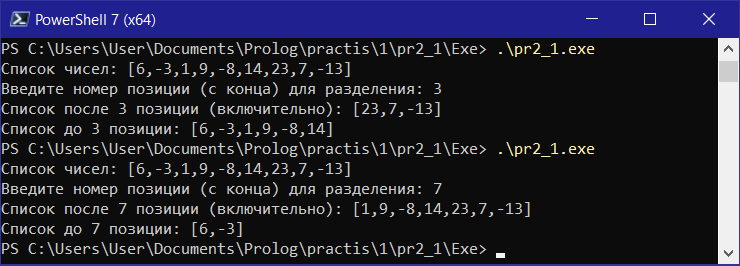 PowerShell 7 (x64)
PS C:\Users\User\Documents\Prolog\practis\1\pr2_1\Exe> .\pr2_1.exe
Список чисел: [6,-3,1,9,-8,14,23,7,-13]
Введите номер позиции (с конца) для разделения: 3
Список после 3 позиции (включительно): [23,7,-13]
Список до 3 позиции: [6,-3,1,9,-8,14]
PS C:\Users\User\Documents\Prolog\practis\1\pr2_1\Exe> .\pr2_1.exe
Список чисел: [6,-3,1,9,-8,14,23,7,-13]
Введите номер позиции (с конца) для разделения: 7
Список после 7 позиции (включительно): [1,9,-8,14,23,7,-13]
Список до 7 позиции: [6,-3]
PS C:\Users\User\Documents\Prolog\practis\1\pr2_1\Exe>